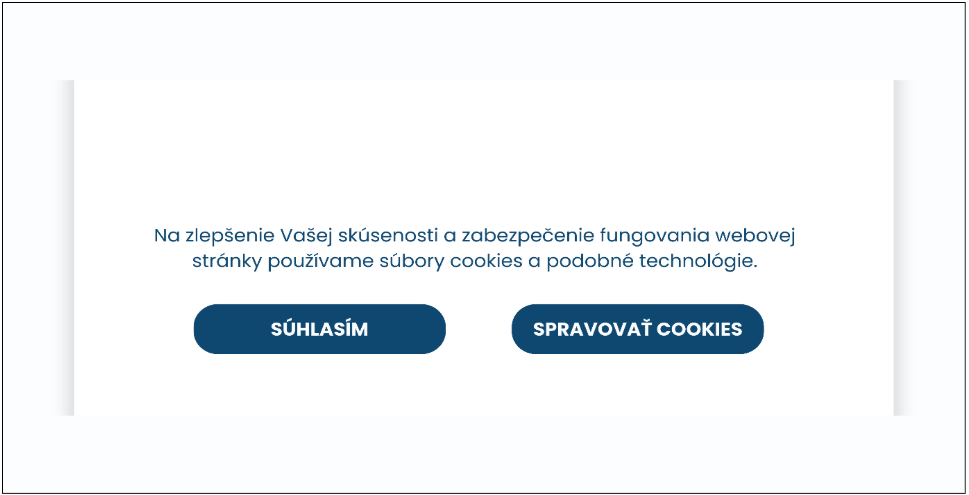 Na zlepšenie Vašej skúsenosti a zabezpečenie fungovania webovej
stránky používame súbory cookies a podobné technológie.
SÚHLASÍM
SPRAVOVAŤ COOKIES